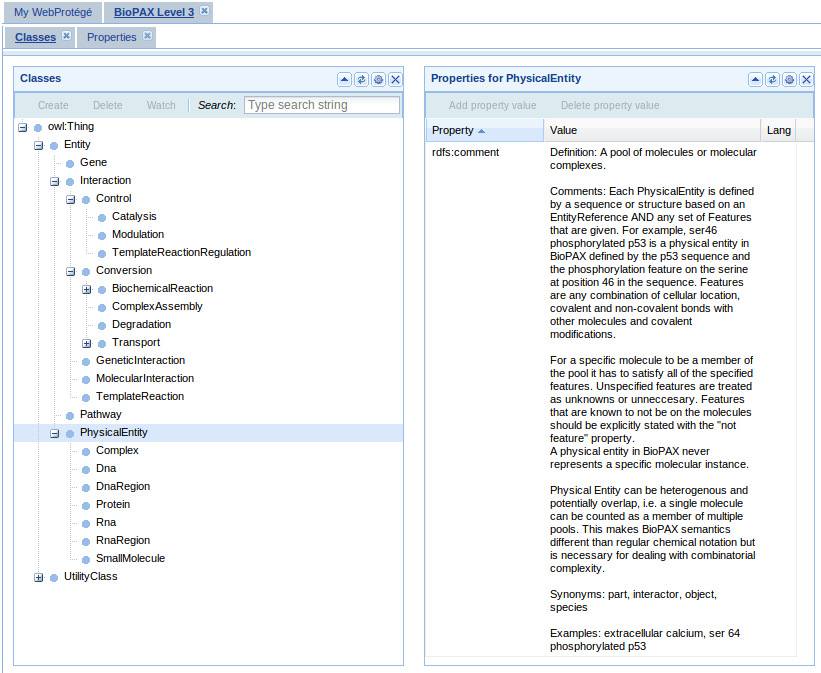 My WebProtégé
BioPAX Level 3
Classes
Properties
Classes
Create
Delete
Watch
Search:
Type search string
owl:Thing
Entity
Gene
Interaction
Control
Catalysis
Modulation
TemplateReactionRegulation
Conversion
BiochemicalReaction
ComplexAssembly
Degradation
Transport
GeneticInteraction
MolecularInteraction
TemplateReaction
Pathway
PhysicalEntity
Complex
Dna
DnaRegion
Protein
Rna
RnaRegion
SmallMolecule
UtilityClass
Properties for PhysicalEntity
Add property value
Delete property value
Property
Value
Lang
rdfs:comment
Definition: A pool of molecules or molecular
complexes.
Comments: Each PhysicalEntity is defined
by a sequence or structure based on an
EntityReference AND any set of Features
that are given. For example, ser46
phosphorylated p53 is a physical entity in
BioPAX defined by the p53 sequence and
the phosphorylation feature on the serine
at position 46 in the sequence. Features
are any combination of cellular location,
covalent and non-covalent bonds with
other molecules and covalent
modifications.
For a specific molecule to be a member of
the pool it has to satisfy all of the specified
features. Unspecified features are treated
as unknowns or unneccesary. Features
that are known to not be on the molecules
should be explicitly stated with the "not
feature" property.
A physical entity in BioPAX never
represents a specific molecular instance.
Physical Entity can be heterogenous and
potentially overlap, i.e. a single molecule
can be counted as a member of multiple
pools. This makes BioPAX semantics
different than regular chemical notation but
is necessary for dealing with combinatorial
complexity.
Synonyms: part, interactor, object,
species
Examples: extracellular calcium, ser 64
phosphorylated p53